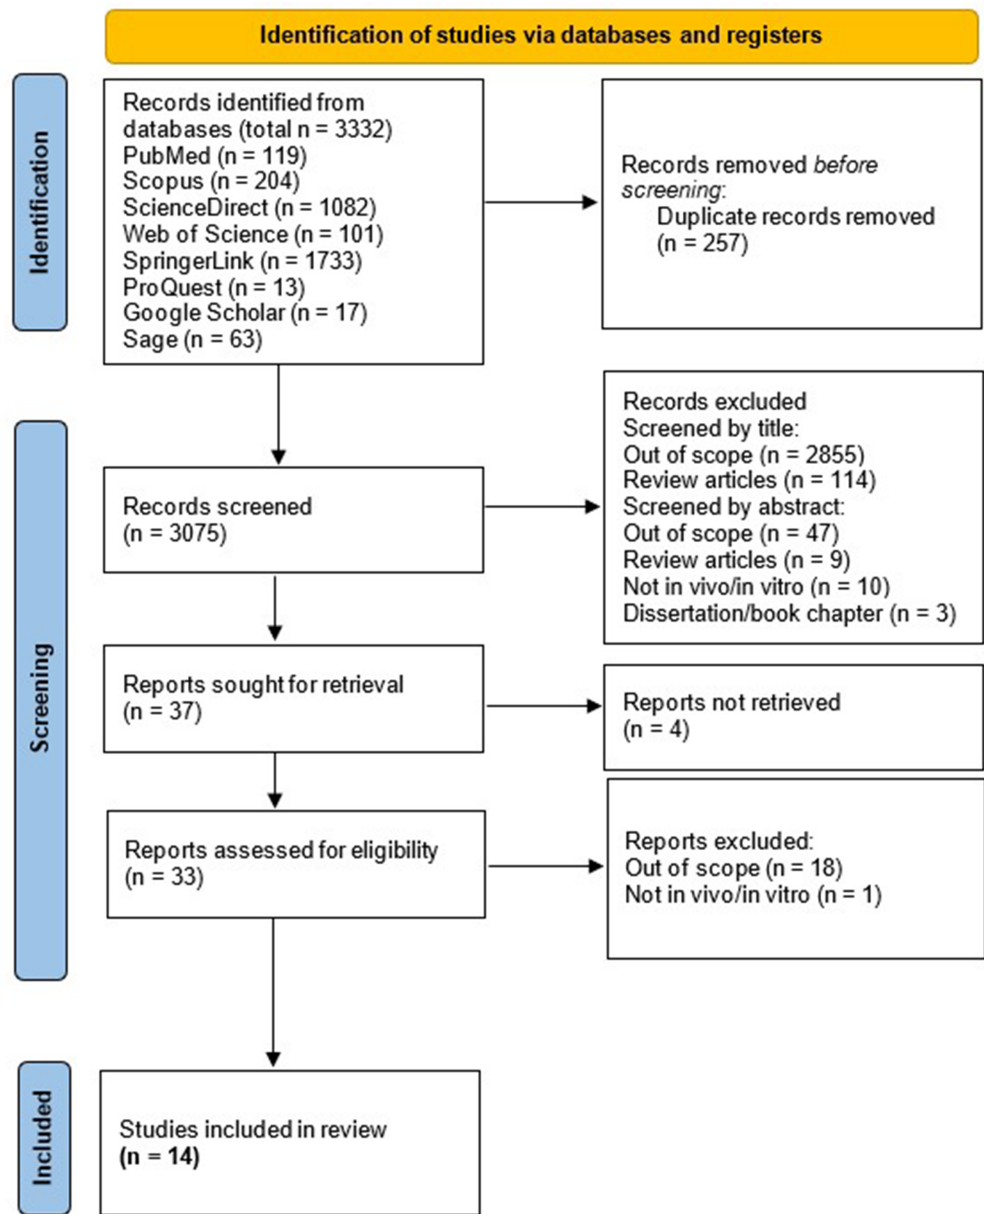 Identification of studies via databases and registers
Identification
Records identified from
databases (total n = 3332)
PubMed (n = 119)
Scopus (n = 204)
ScienceDirect (n = 1082)
Web of Science (n = 101)
SpringerLink (n = 1733)
ProQuest (n = 13)
Google Scholar (n = 17)
Sage (n = 63)
Records removed before
screening:
Duplicate records removed
(n = 257)
Screening
Records screened
(n = 3075)
Records excluded
Screened by title:
Out of scope (n = 2855)
Review articles (n = 114)
Screened by abstract:
Out of scope (n = 47)
Review articles (n = 9)
Not in vivo/in vitro (n = 10)
Dissertation/book chapter (n = 3)
Reports sought for retrieval
(n = 37)
Reports not retrieved
(n = 4)
Reports assessed for eligibility
(n = 33)
Reports excluded:
Out of scope (n = 18)
Not in vivo/in vitro (n = 1)
Included
Studies included in review
(n = 14)